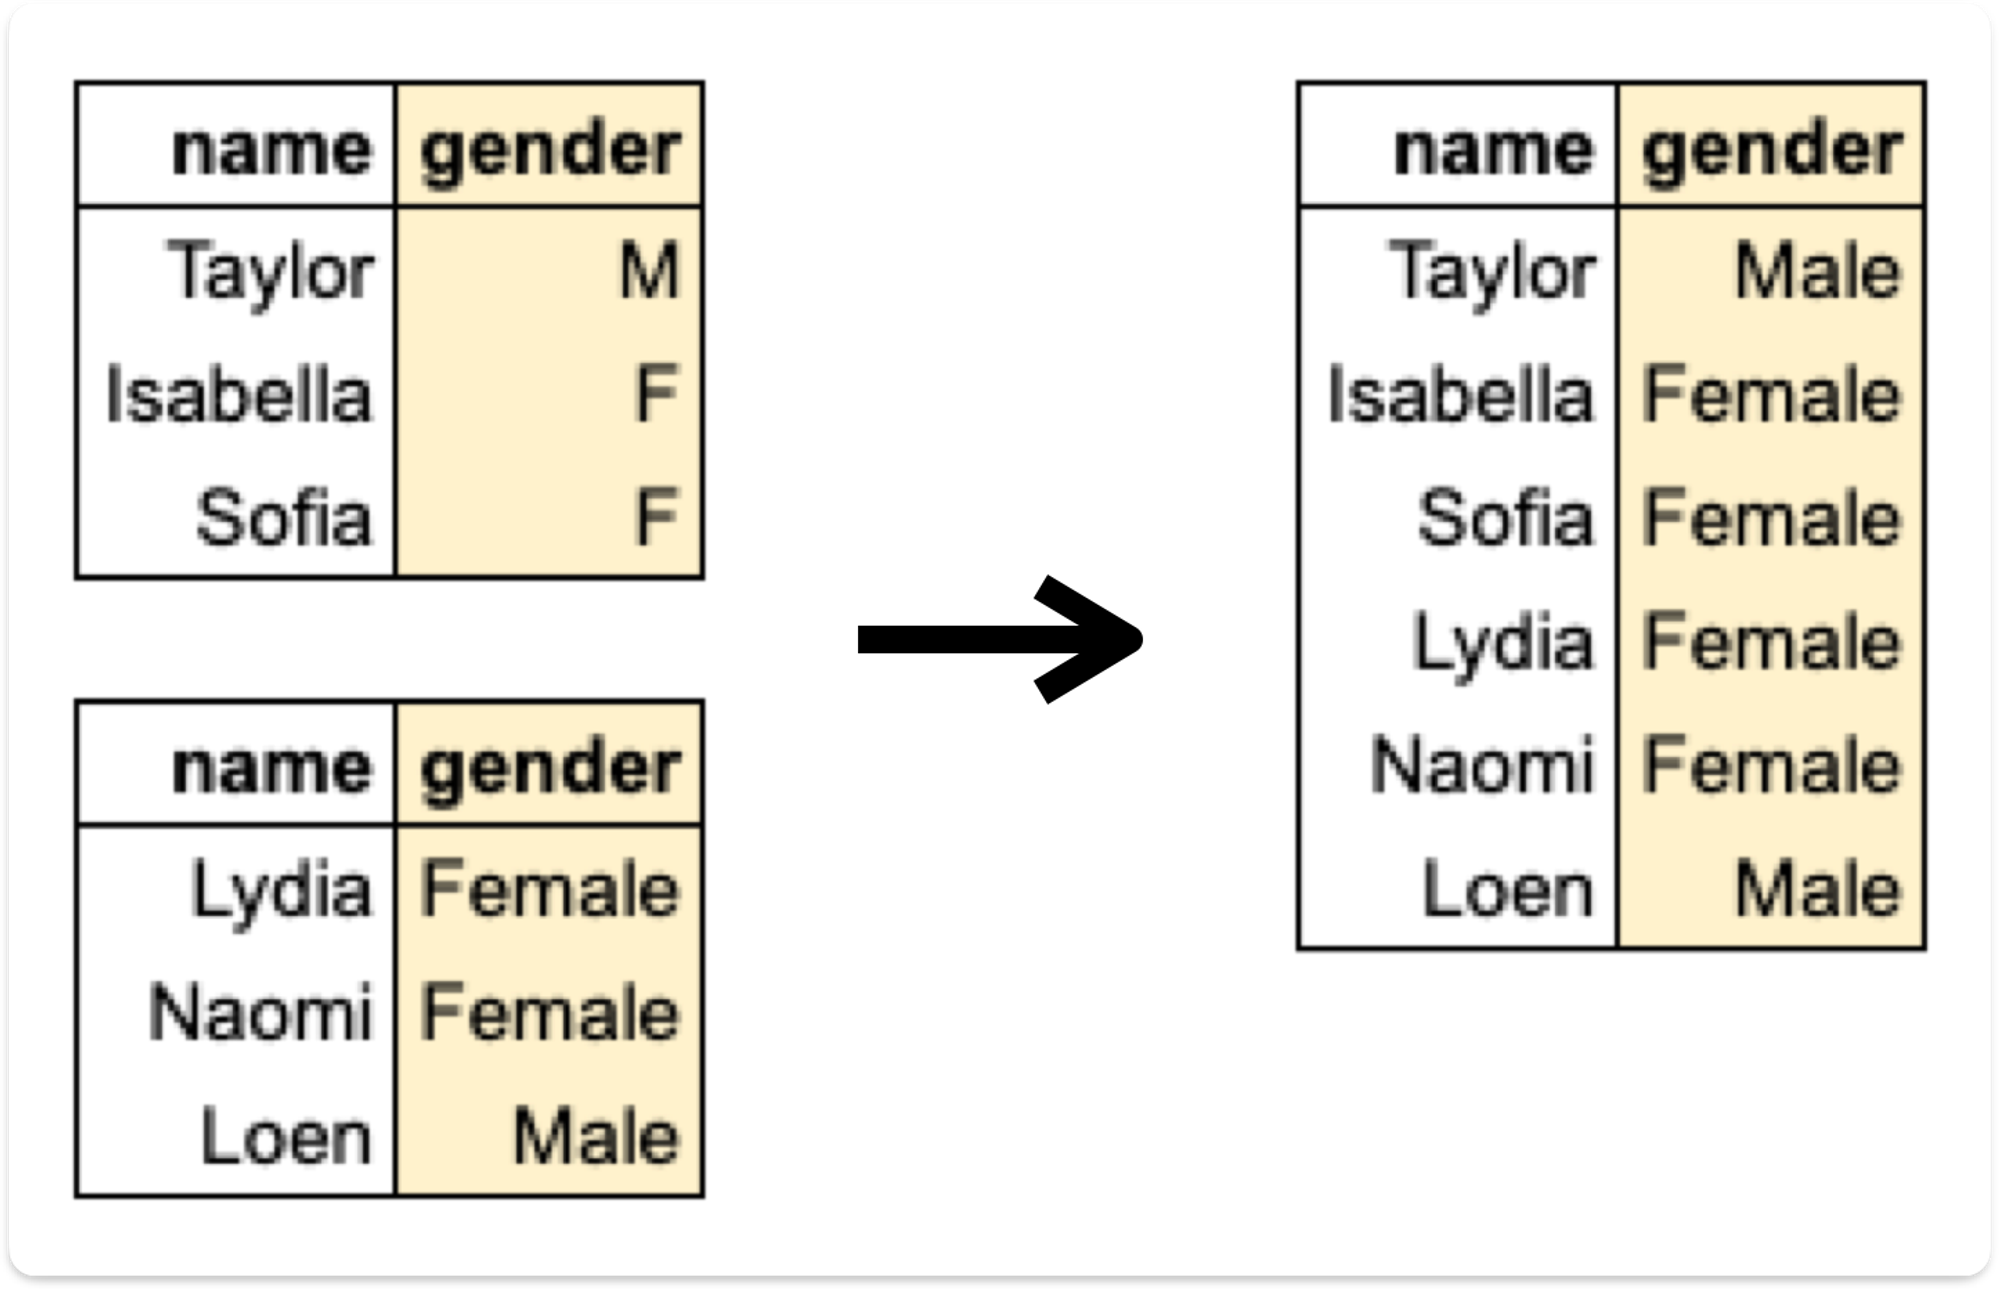 name gender
Taylor M
Isabella F
Sofia F
name gender
Lydia Female
Naomi Female
Loen Male
name gender
Taylor Male
Isabella Female
Sofia Female
Lydia Female
Naomi Female
Loen Male